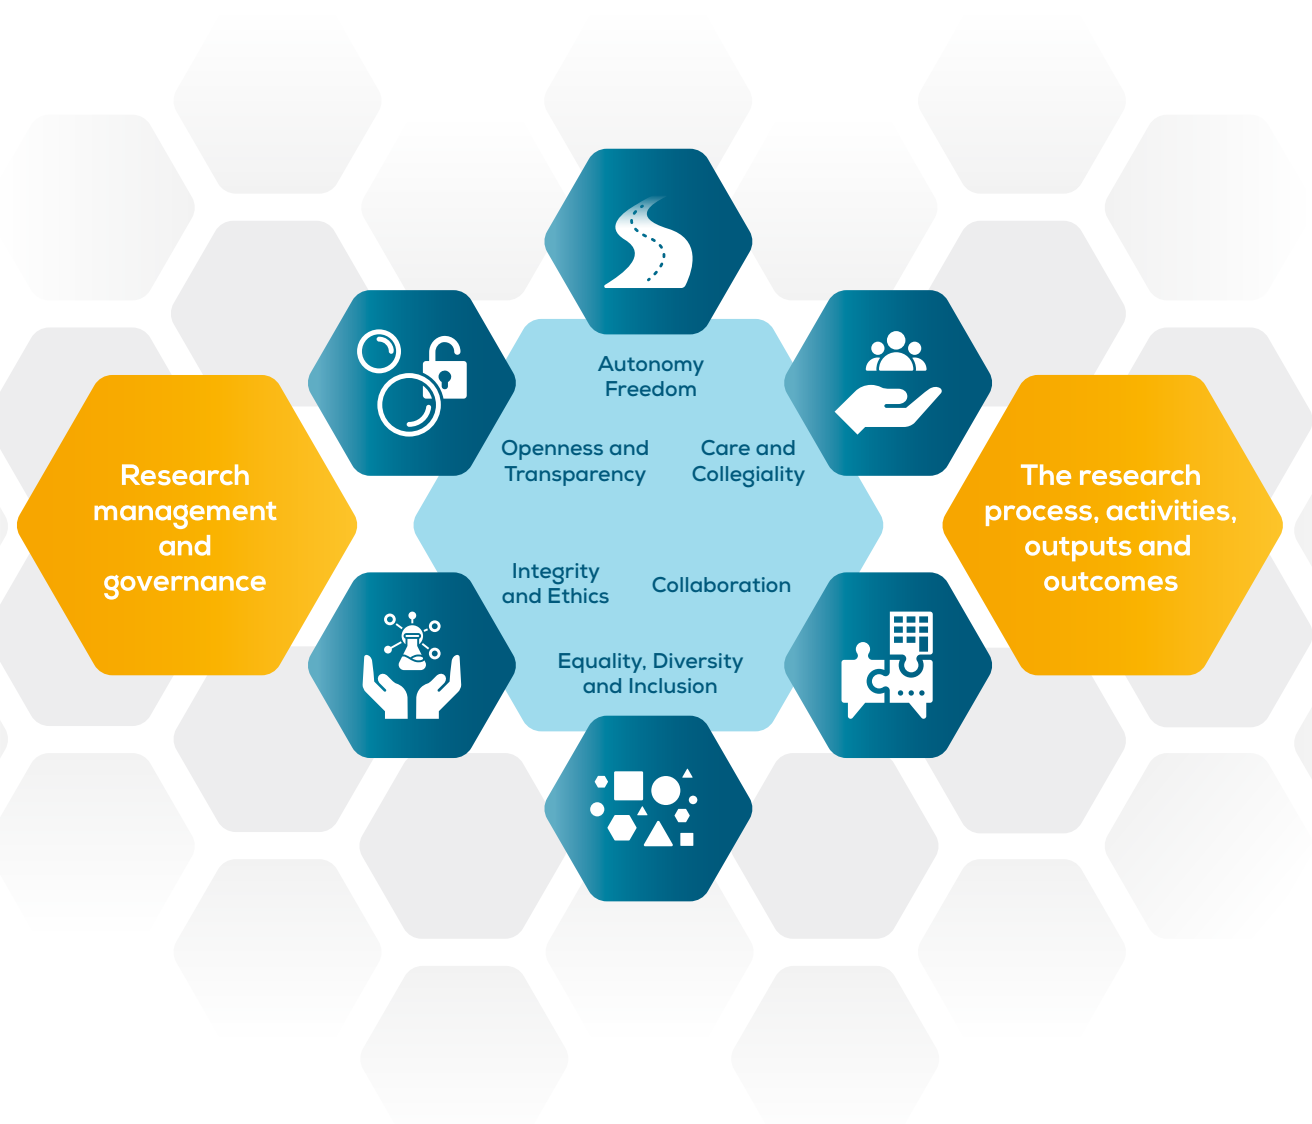 Autonomy
Freedom
Openness and
Transparency
Care and
Collegiality
Research
management
and
governance
The research
process, activities,
outputs and
outcomes
Integrity
and Ethics
Collaboration
Equality, Diversity
and Inclusion